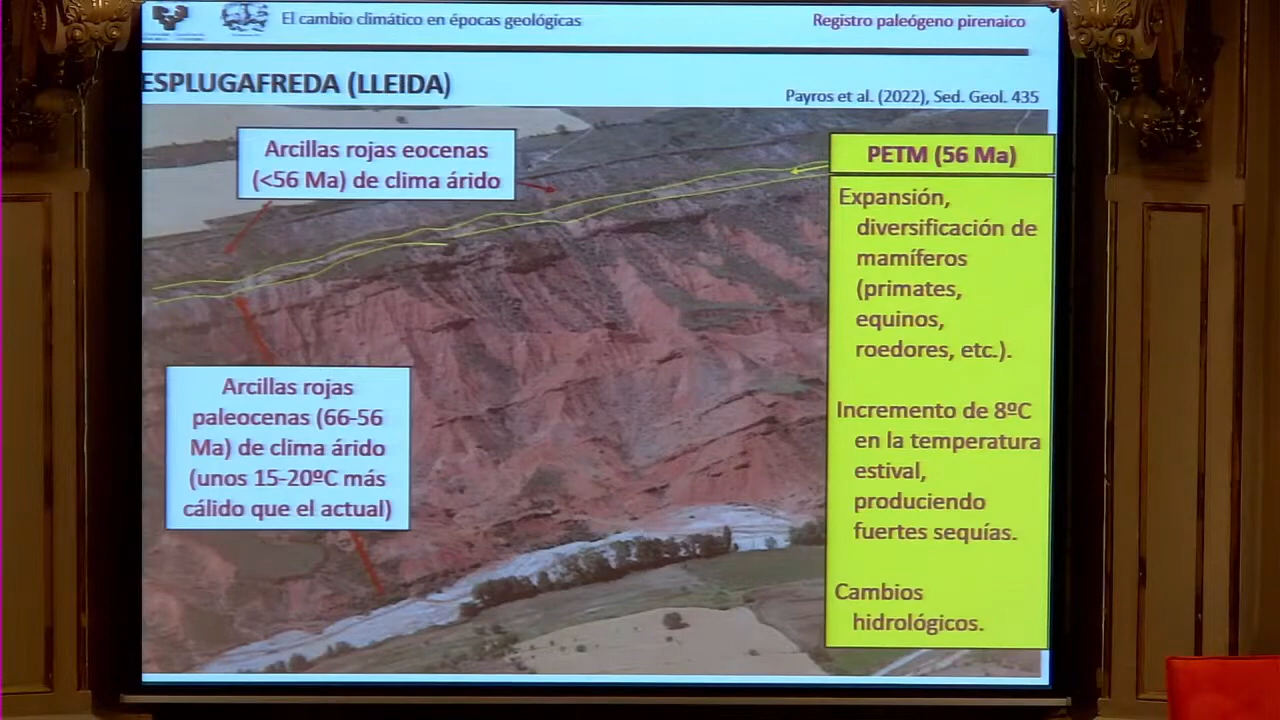 El cambio climático en épocas geológicas
Registro paleógeno pirenaico
ESPLUGAFREDA (LLEIDA)
Payros et al. (2022), Sed. Geol. 435
Arcillas rojas eocenas
(<56 Ma) de clima árido
PETM (56 Ma)
Expansión,
diversificación de
mamíferos
(primates,
equinos,
roedores, etc.).
Incremento de 8ºC
en la temperatura
estival,
produciendo
fuertes sequías.
Cambios
hidrológicos.
Arcillas rojas
paleocenas (66-56
Ma) de clima árido
(unos 15-20ºC más
cálido que el actual)